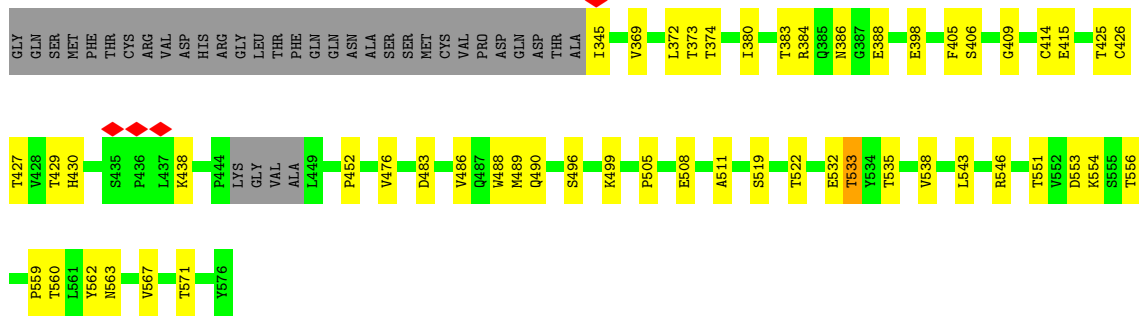 GLY GLN SER MET PHE THR CYS ARG VAL ASP HIS ARG GLY LEU THR PHE GLN GLN ASN ALA SER SER MET CYS VAL PRO ASP GLN ASP THR ALA I345 V369 L372 T373 T374 I380 T383 R384 Q385 N386 G387 E388 E398 F405 S406 G409 C414 E415 T425 C426
T427 V428 T429 H430 S435 P436 L437 K438 P444 LYS GLY VAL ALA L449 P452 V476 D483 V486 Q487 W488 M489 Q490 S496 K499 P505 E508 A511 S519 T522 E532 T533 Y534 T535 V538 L543 R546 T551 V552 D553 K554 S555 T556
P559 T560 L561 Y562 N563 V567 T571 Y576